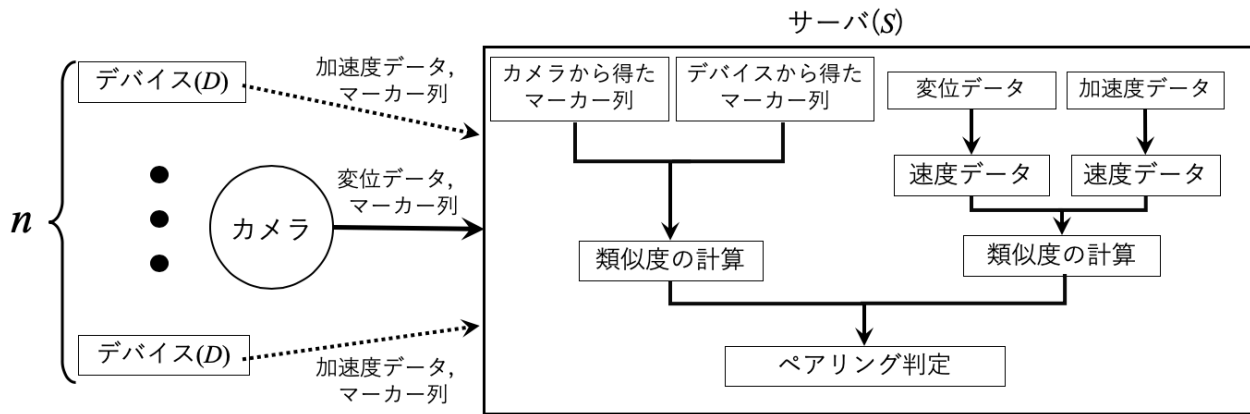 サーバ(S)
デバイス(D)
加速度データ,
マーカー列
n
カメラ
変位データ,
マーカー列
デバイス(D)
加速度データ,
マーカー列
カメラから得た
マーカー列
デバイスから得た
マーカー列
変位データ
加速度データ
速度データ
速度データ
類似度の計算
類似度の計算
ペアリング判定